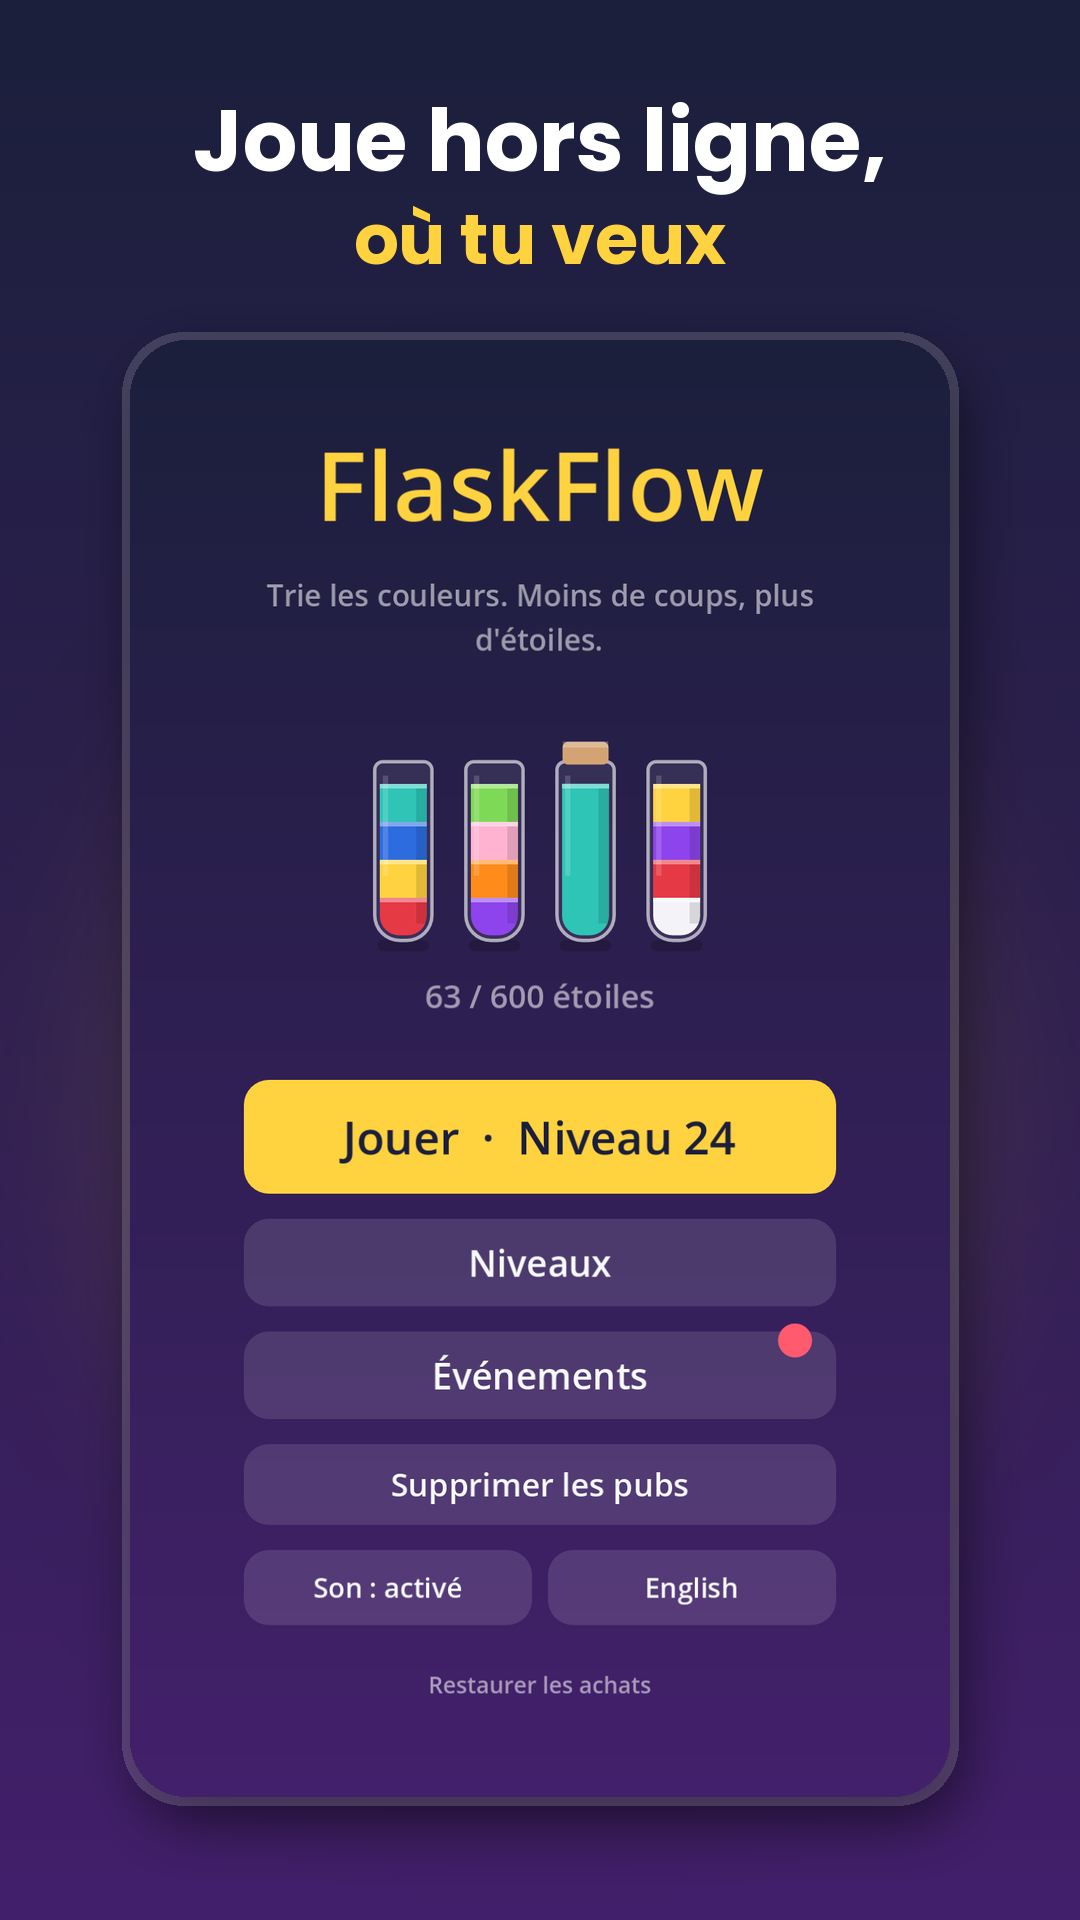 Joue hors ligne,
où tu veux
FlaskFlow
Trie les couleurs. Moins de coups, plus
d'étoiles.
63 / 600 étoiles
Jouer · Niveau 24
Niveaux
Événements
Supprimer les pubs
Son : activé
English
Restaurer les achats